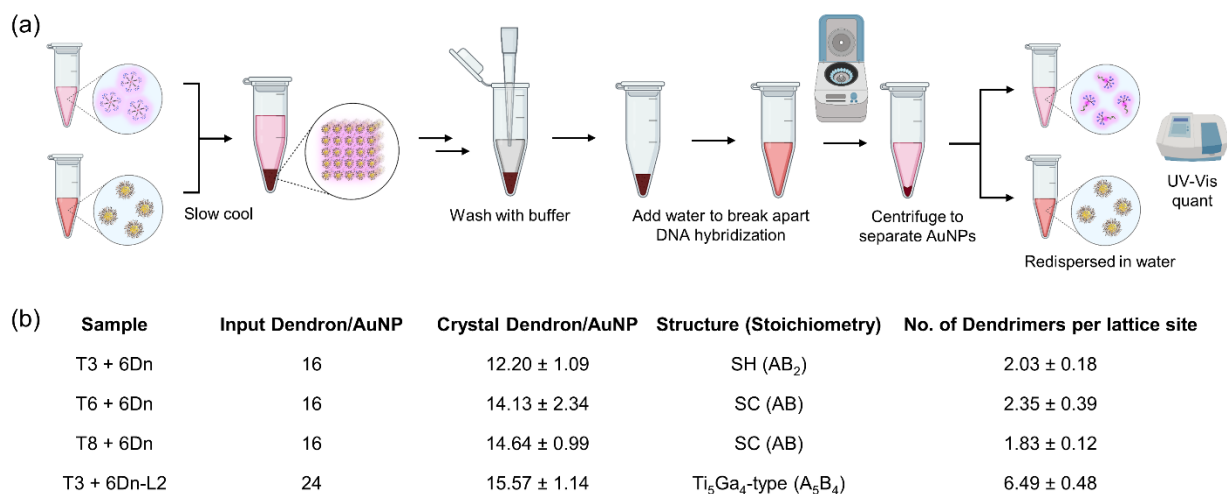 (a)
Slow cool
Wash with buffer
Add water to break apart
DNA hybridization
Centrifuge to
separate AuNPs
Redispersed in water
UV-Vis
quant
(b)
Sample Input Dendron/AuNP Crystal Dendron/AuNP Structure (Stoichiometry) No. of Dendrimers per lattice site
T3 + 6Dn 16 12.20 ± 1.09 SH (AB₂) 2.03 ± 0.18
T6 + 6Dn 16 14.13 ± 2.34 SC (AB) 2.35 ± 0.39
T8 + 6Dn 16 14.64 ± 0.99 SC (AB) 1.83 ± 0.12
T3 + 6Dn-L2 24 15.57 ± 1.14 Ti₅Ga₄-type (A₅B₄) 6.49 ± 0.48